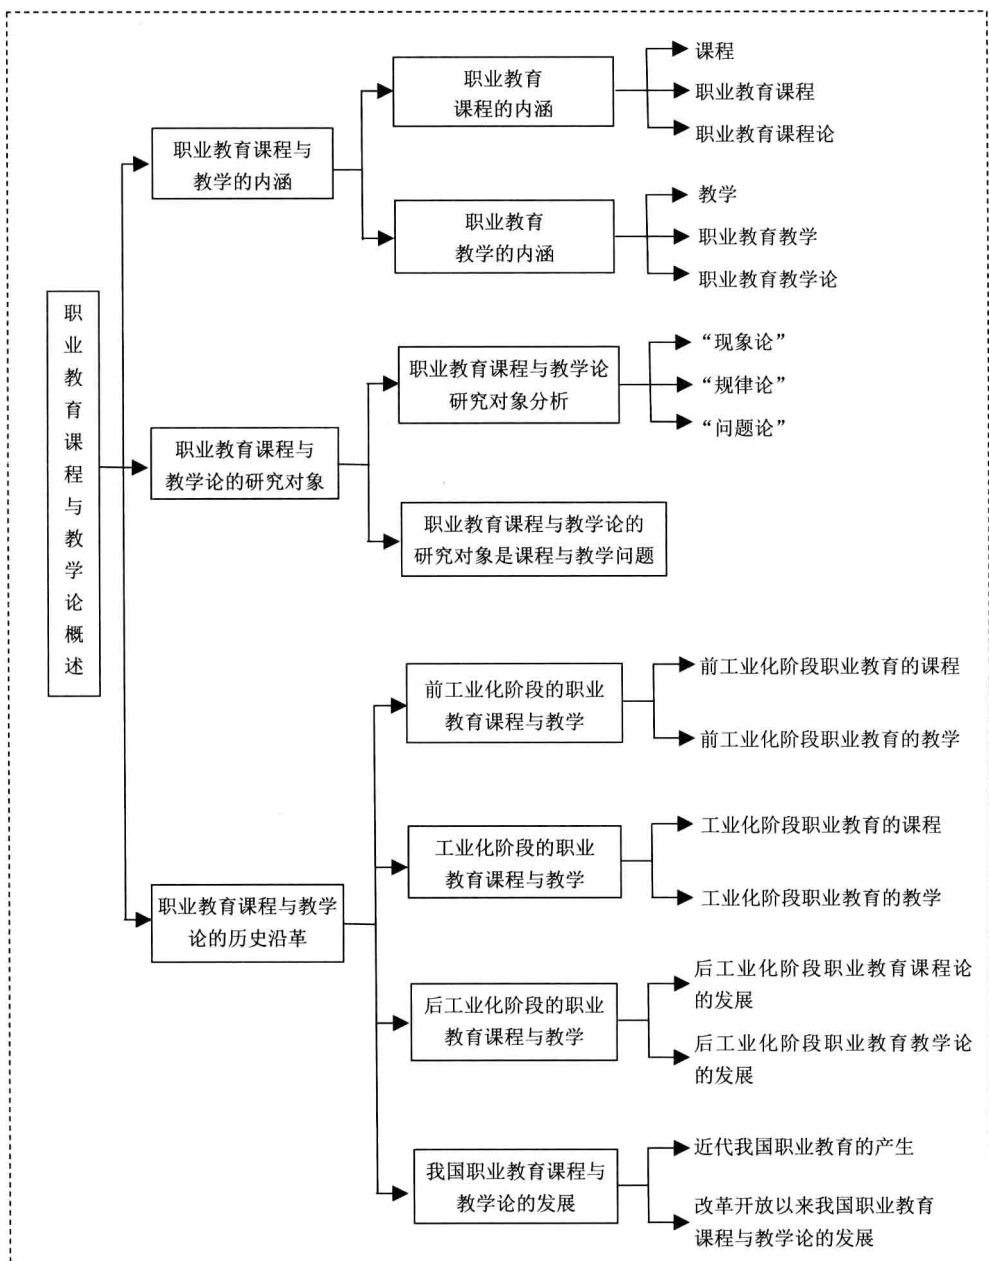 职业教育课程与教学论概述
职业教育课程与
教学的内涵
职业教育
课程的内涵
课程
职业教育课程
职业教育课程论
职业教育
教学的内涵
教学
职业教育教学
职业教育教学论
职业教育课程与
教学论的研究对象
职业教育课程与教学论
研究对象分析
“现象论”
“规律论”
“问题论”
职业教育课程与教学论的
研究对象是课程与教学问题
职业教育课程与教学
论的历史沿革
前工业化阶段的职业
教育课程与教学
前工业化阶段职业教育的课程
前工业化阶段职业教育的教学
工业化阶段的职业
教育课程与教学
工业化阶段职业教育的课程
工业化阶段职业教育的教学
后工业化阶段的职业
教育课程与教学
后工业化阶段职业教育课程论
的发展
后工业化阶段职业教育教学论
的发展
我国职业教育课程与
教学论的发展
近代我国职业教育的产生
改革开放以来我国职业教育
课程与教学论的发展